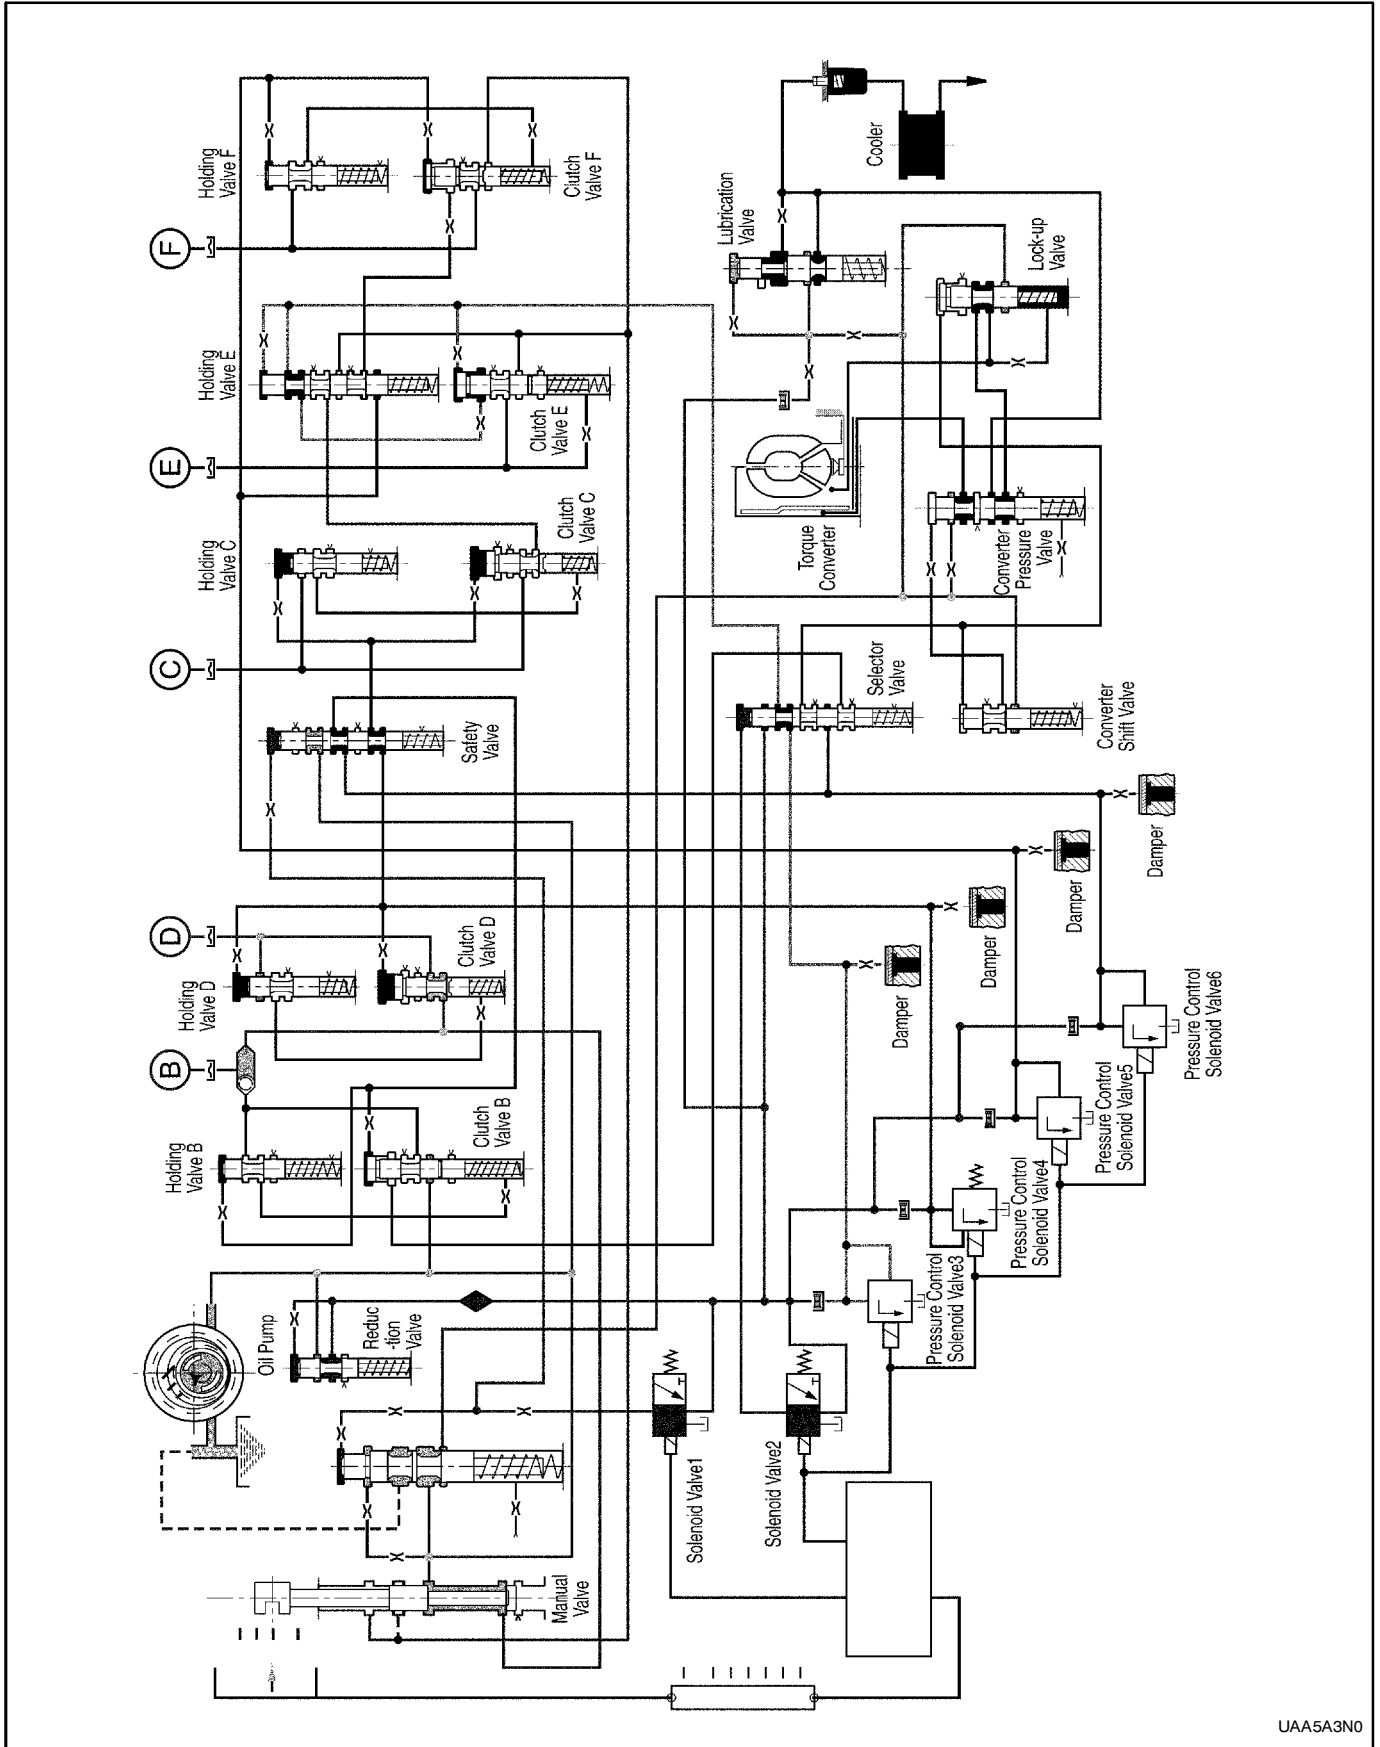 F
E
C
D
B
Holding
Valve F
Clutch
Valve F
Holding
Valve E
Clutch
Valve E
Holding
Valve C
Clutch
Valve C
Safety
Valve
Holding
Valve D
Clutch
Valve D
Holding
Valve B
Clutch
Valve B
Oil Pump
Reduc
-tion
Valve
Manual
Valve
Cooler
Lubrication
Valve
Lock-up
Valve
Torque
Converter
Converter
Pressure
Valve
Selector
Valve
Converter
Shift Valve
Damper
Damper
Damper
Damper
Solenoid Valve1
Solenoid Valve2
Pressure Control
Solenoid Valve3
Pressure Control
Solenoid Valve4
Pressure Control
Solenoid Valve5
Pressure Control
Solenoid Valve6
UAA5A3N0